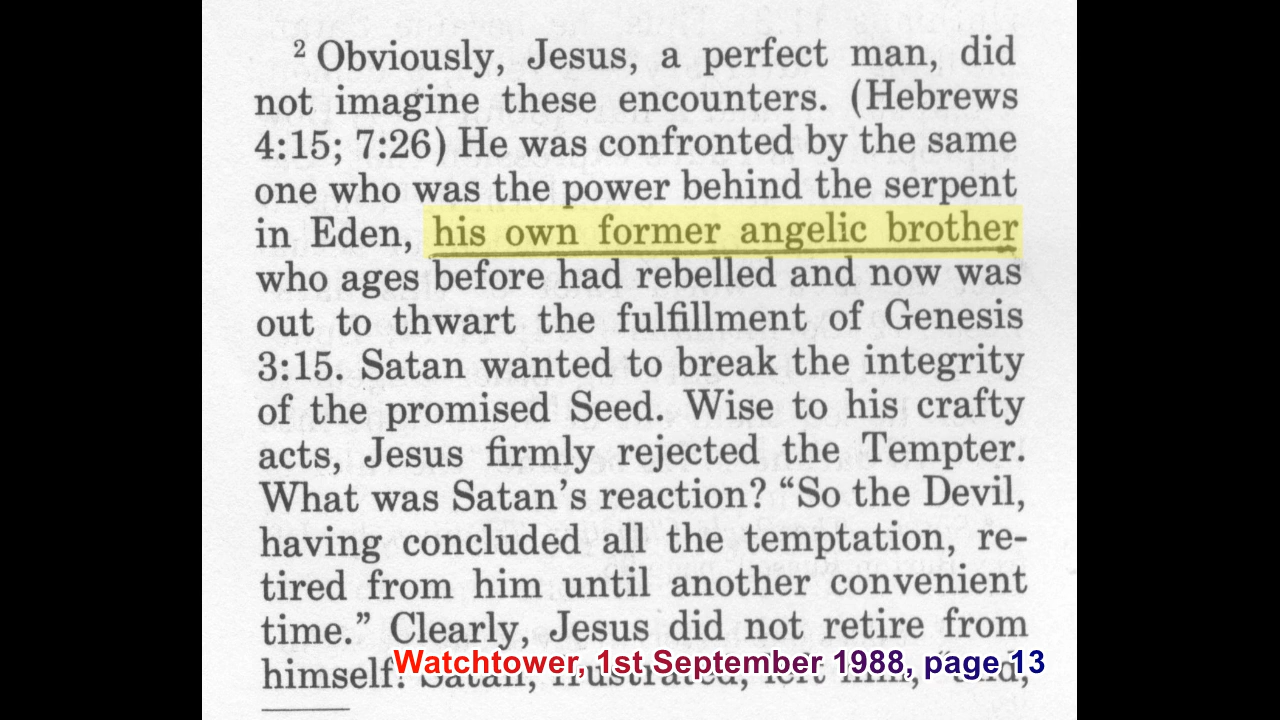 ² Obviously, Jesus, a perfect man, did
not imagine these encounters. (Hebrews
4:15; 7:26) He was confronted by the same
one who was the power behind the serpent
in Eden, his own former angelic brother
who ages before had rebelled and now was
out to thwart the fulfillment of Genesis
3:15. Satan wanted to break the integrity
of the promised Seed. Wise to his crafty
acts, Jesus firmly rejected the Tempter.
What was Satan’s reaction? “So the Devil,
having concluded all the temptation, re-
tired from him until another convenient
time.” Clearly, Jesus did not retire from
himself! Satan, frustrated, left him,
Watchtower, 1st September 1988, page 13